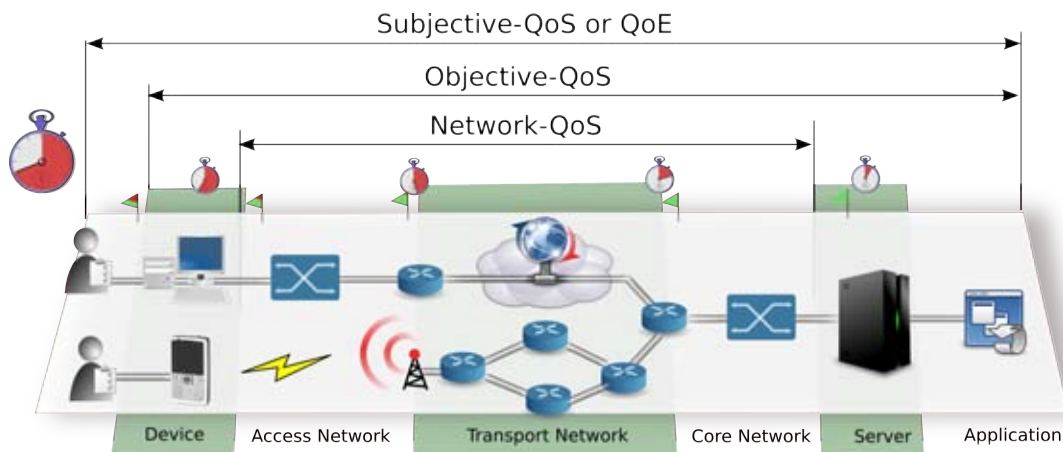 Subjective-QoS or QoE
Objective-QoS
Network-QoS
Device
Access Network
Transport Network
Core Network
Server
Application